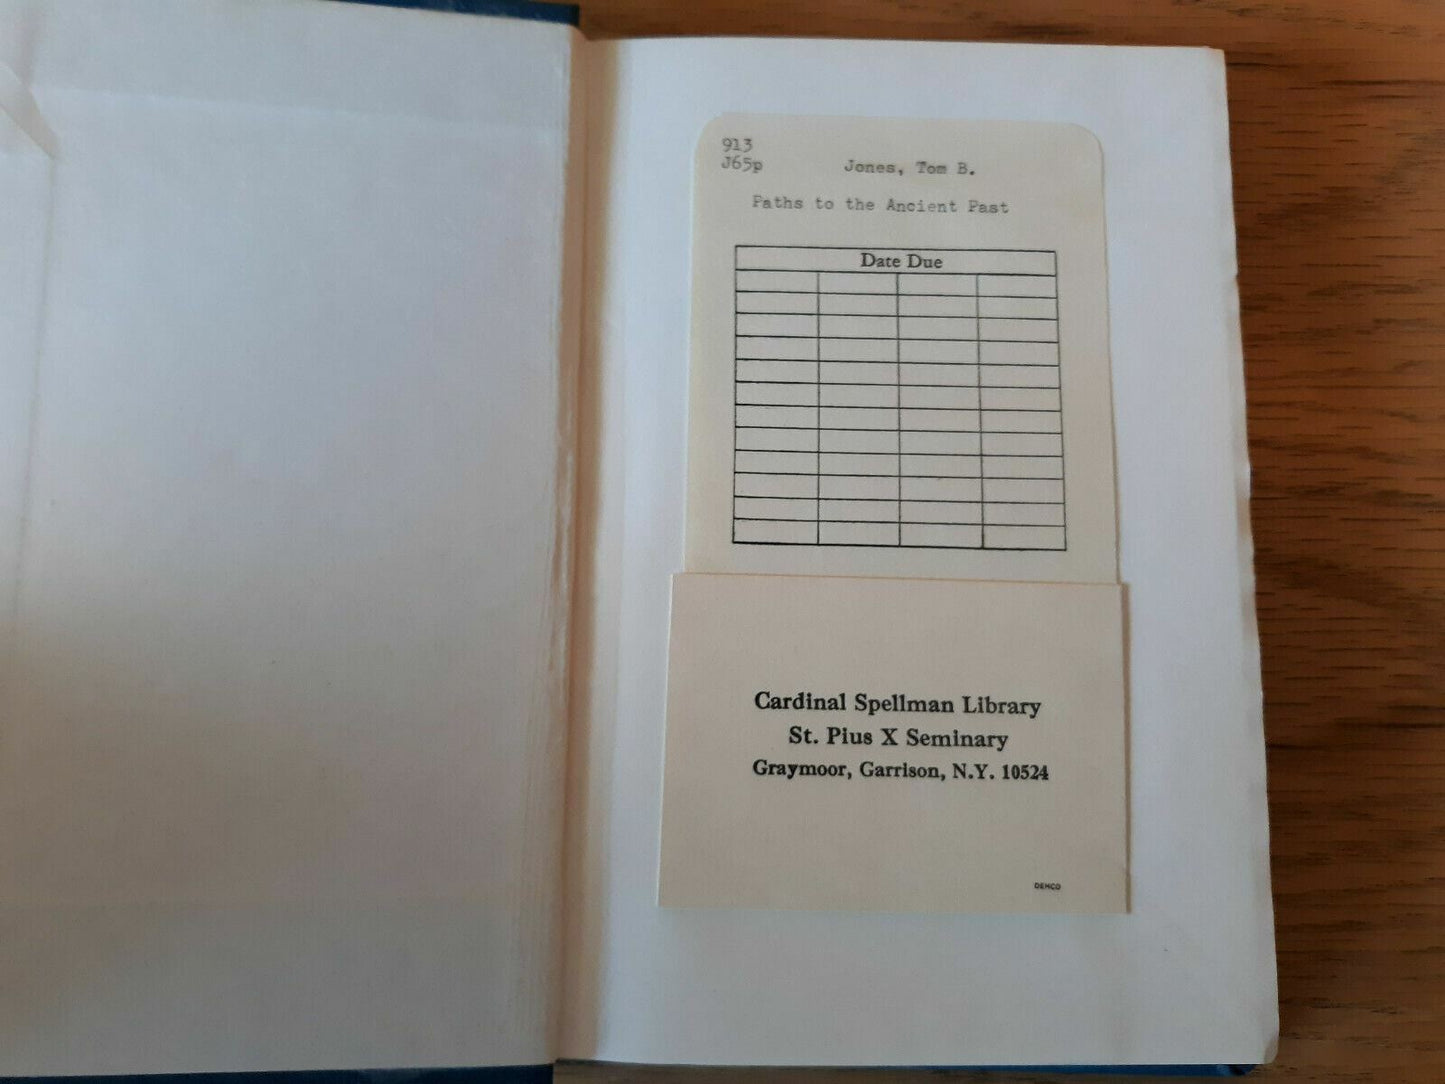 913
J65p
Jones, Tom B.
Paths to the Ancient Past
Date Due
Cardinal Spellman Library
St. Pius X Seminary
Graymoor, Garrison, N.Y. 10524
DEMCO